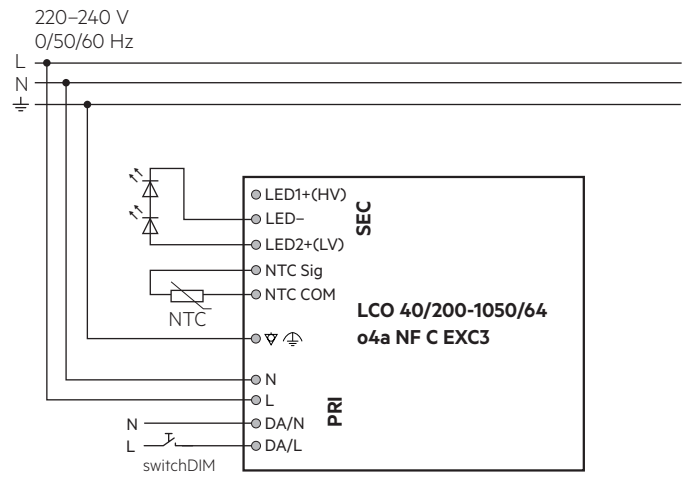 220–240 V
0/50/60 Hz
L
N
LED1+(HV)
LED–
LED2+(LV)
SEC
NTC Sig
NTC COM
NTC
LCO 40/200-1050/64
o4a NF C EXC3
N
L
PRI
N
DA/N
L
DA/L
switchDIM